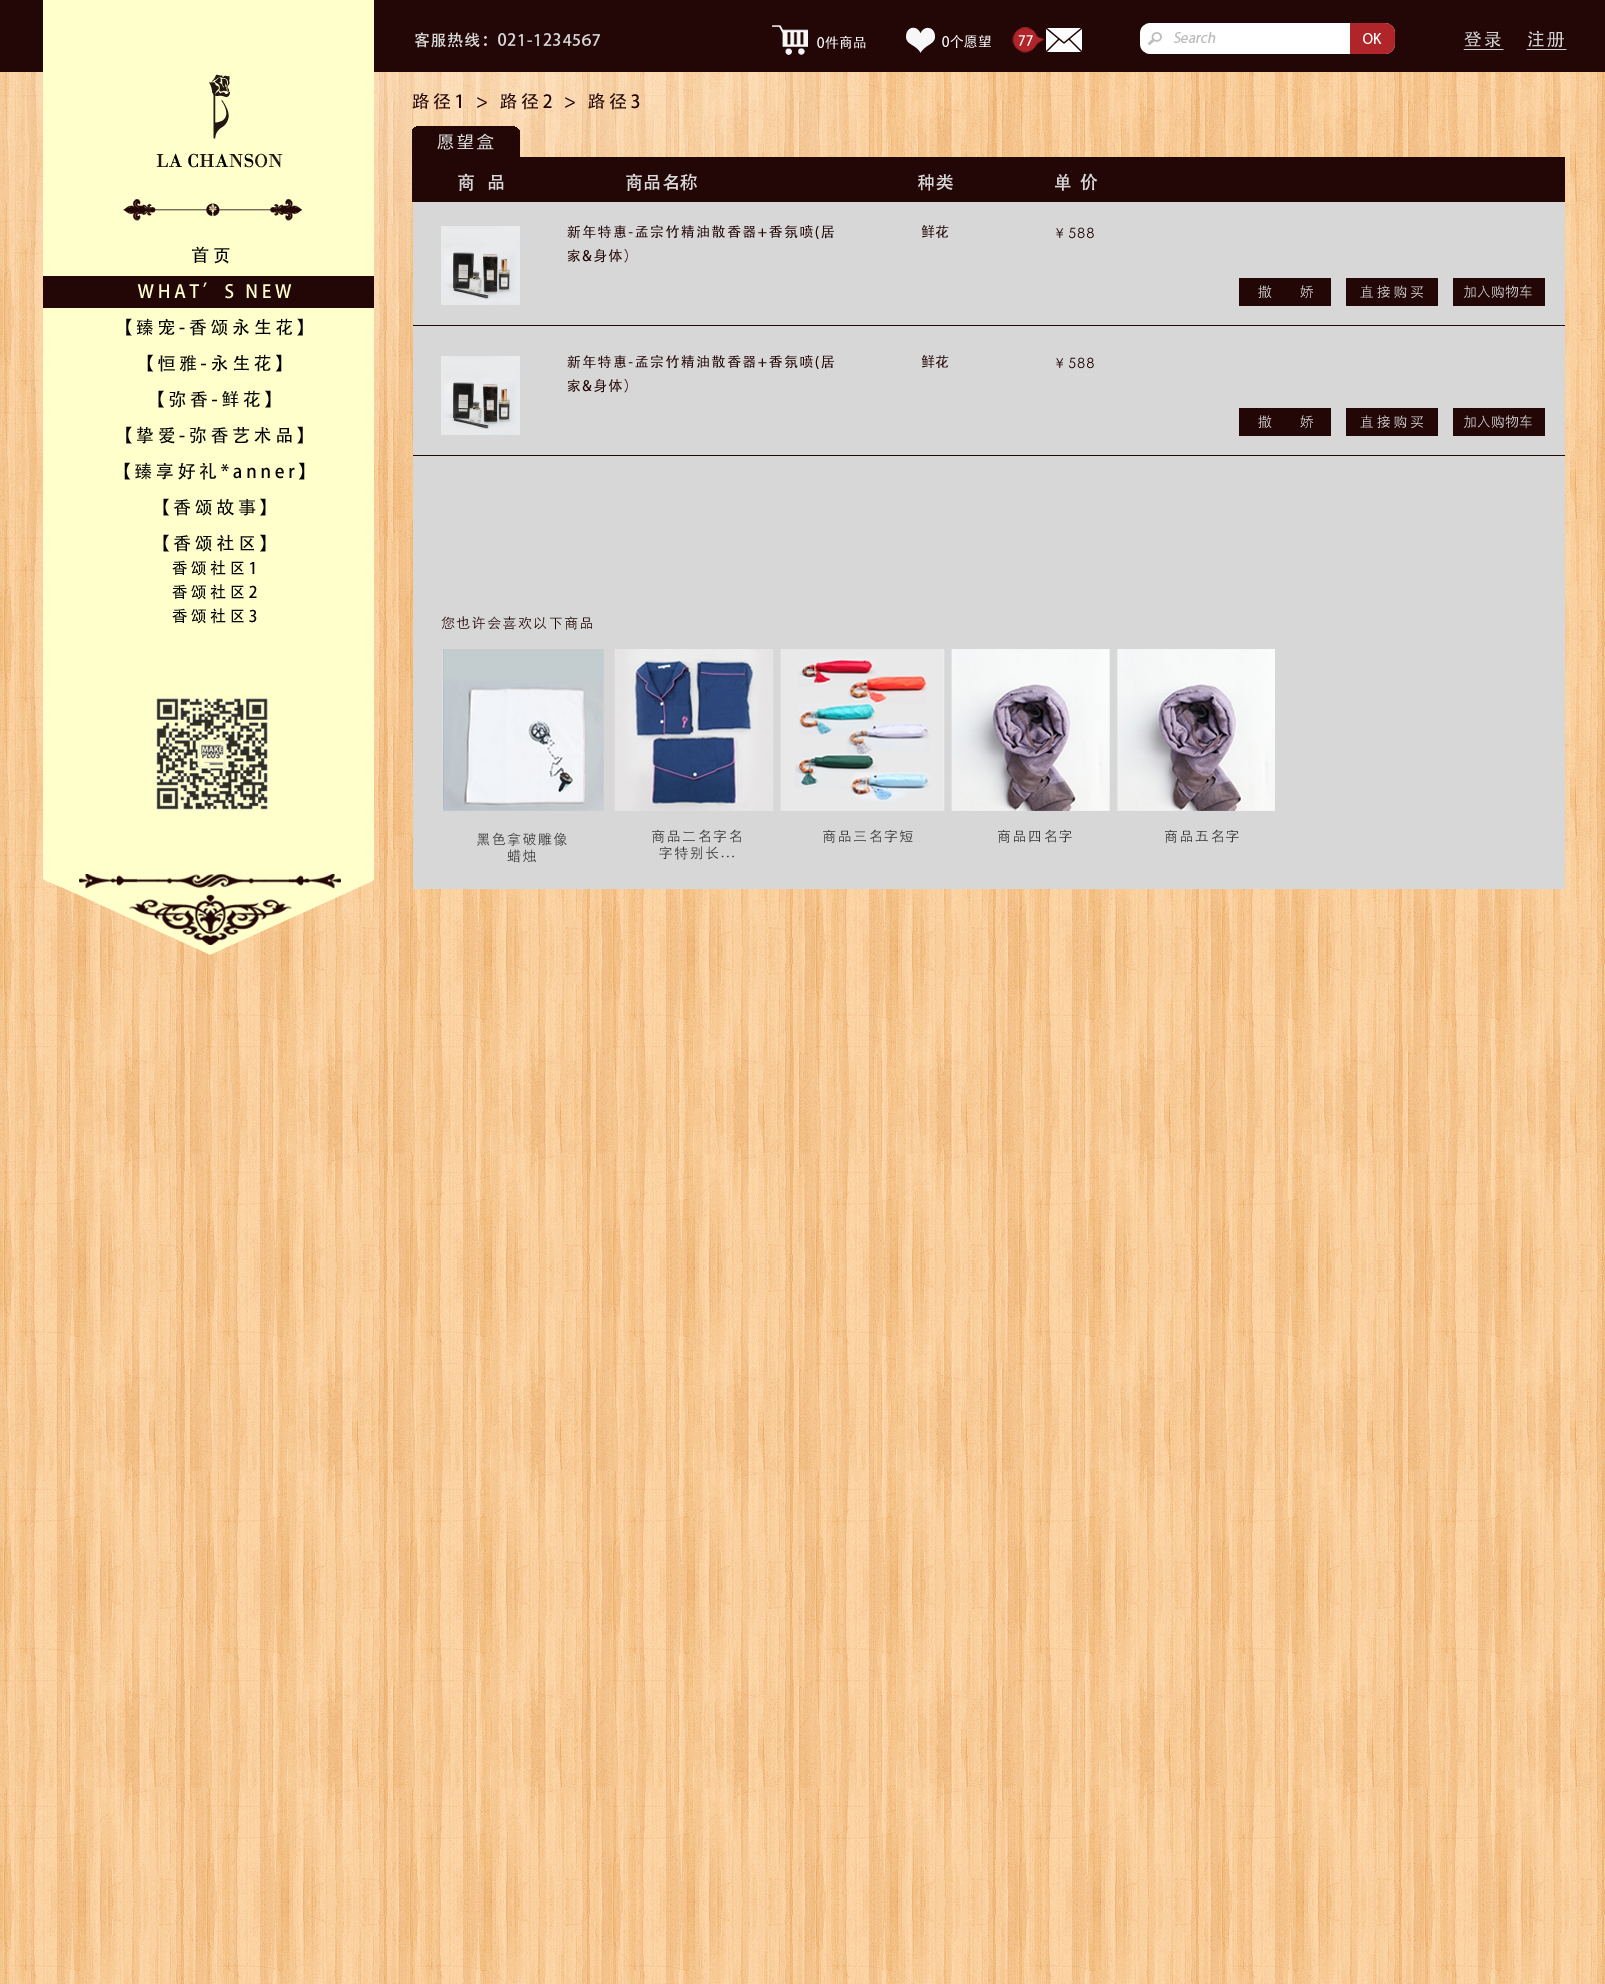 客服热线：021-1234567
0件商品
0个愿望
77
Search
OK
登录
注册
LA CHANSON
首页
WHAT’S NEW
【臻宠-香颂永生花】
【恒雅-永生花】
【弥香-鲜花】
【挚爱-弥香艺术品】
【臻享好礼*anner】
【香颂故事】
【香颂社区】
香颂社区1
香颂社区2
香颂社区3
MAKE
PLUS
路径1 > 路径2 > 路径3
愿望盒
商 品
商品名称
种类
单 价
新年特惠-孟宗竹精油散香器+香氛喷(居
家&身体）
鲜花
¥ 588
撒 娇
直接购买
加入购物车
新年特惠-孟宗竹精油散香器+香氛喷(居
家&身体）
鲜花
¥ 588
撒 娇
直接购买
加入购物车
您也许会喜欢以下商品
黑色拿破雕像
蜡烛
商品二名字名
字特别长...
商品三名字短
商品四名字
商品五名字